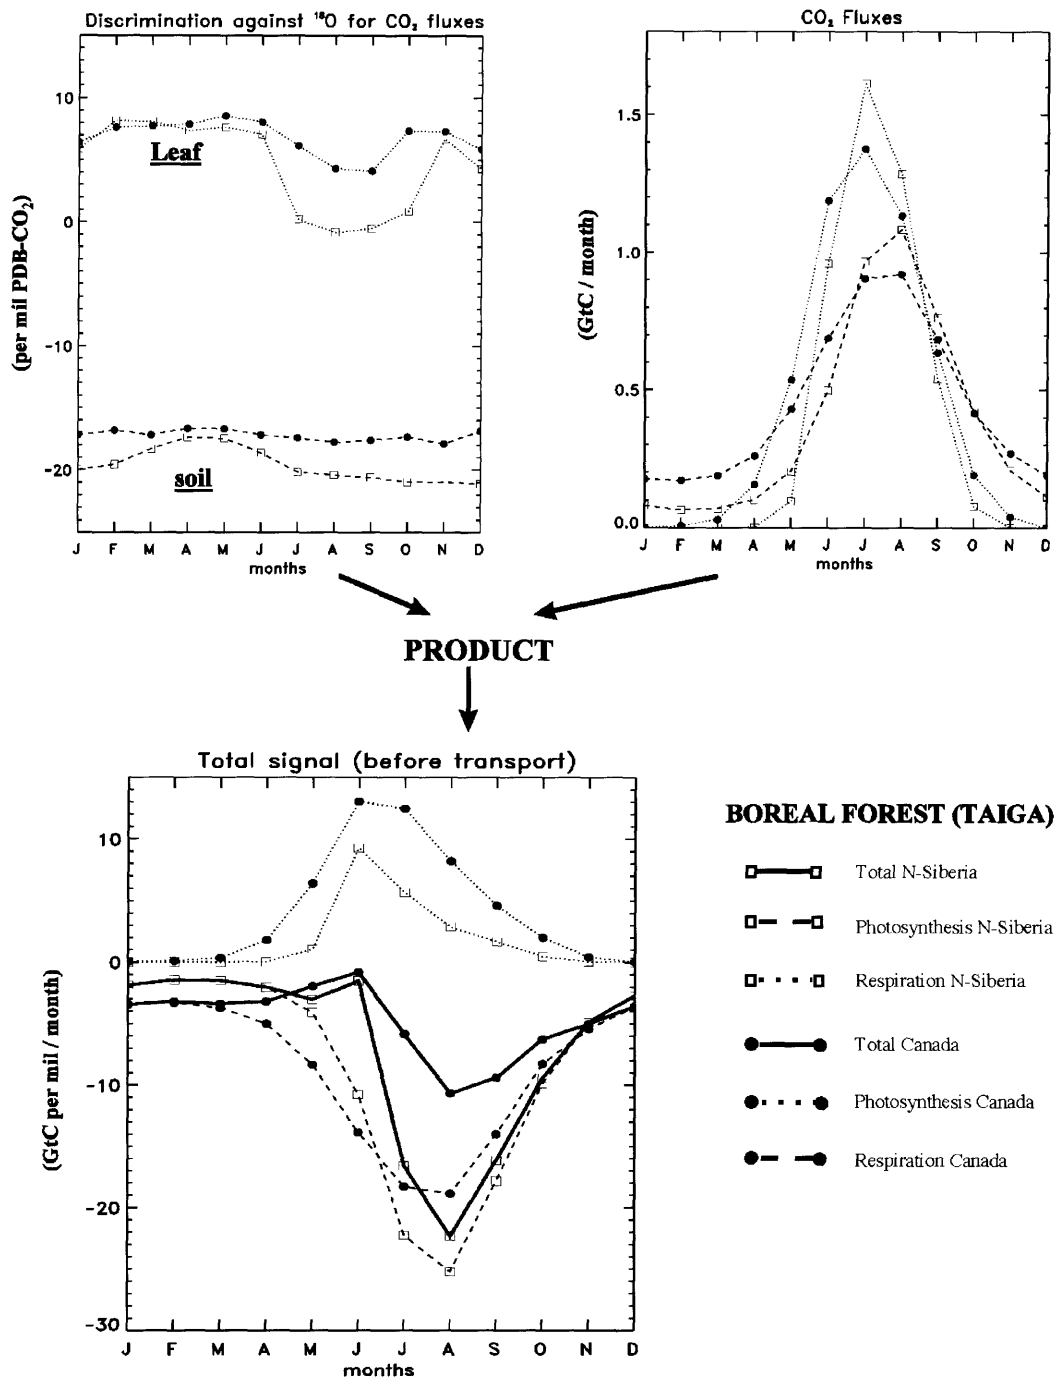 Discrimination against ¹⁸O for CO₂ fluxes
(per mil PDB-CO₂)
10
0
-10
-20
Leaf
soil
J F M A M J J A S O N D
months
CO₂ Fluxes
(GtC / month)
1.5
1.0
0.5
0.0
J F M A M J J A S O N D
months
PRODUCT
Total signal (before transport)
(GtC per mil / month)
10
0
-10
-20
-30
J F M A M J J A S O N D
months
BOREAL FOREST (TAIGA)
Total N-Siberia
Photosynthesis N-Siberia
Respiration N-Siberia
Total Canada
Photosynthesis Canada
Respiration Canada